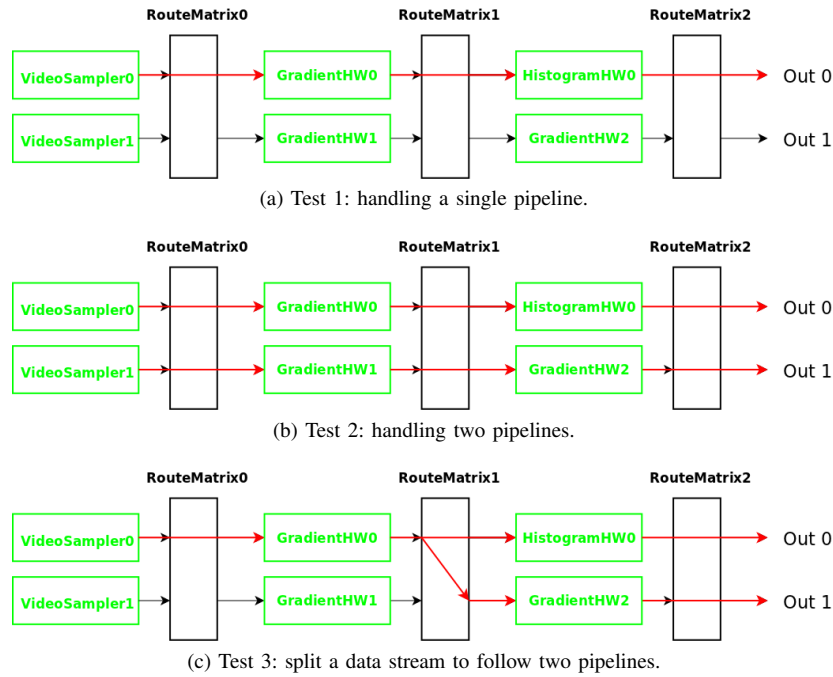 RouteMatrix0 RouteMatrix1 RouteMatrix2
VideoSampler0 GradientHW0 HistogramHW0 Out 0
VideoSampler1 GradientHW1 GradientHW2 Out 1
(a) Test 1: handling a single pipeline.
RouteMatrix0 RouteMatrix1 RouteMatrix2
VideoSampler0 GradientHW0 HistogramHW0 Out 0
VideoSampler1 GradientHW1 GradientHW2 Out 1
(b) Test 2: handling two pipelines.
RouteMatrix0 RouteMatrix1 RouteMatrix2
VideoSampler0 GradientHW0 HistogramHW0 Out 0
VideoSampler1 GradientHW1 GradientHW2 Out 1
(c) Test 3: split a data stream to follow two pipelines.